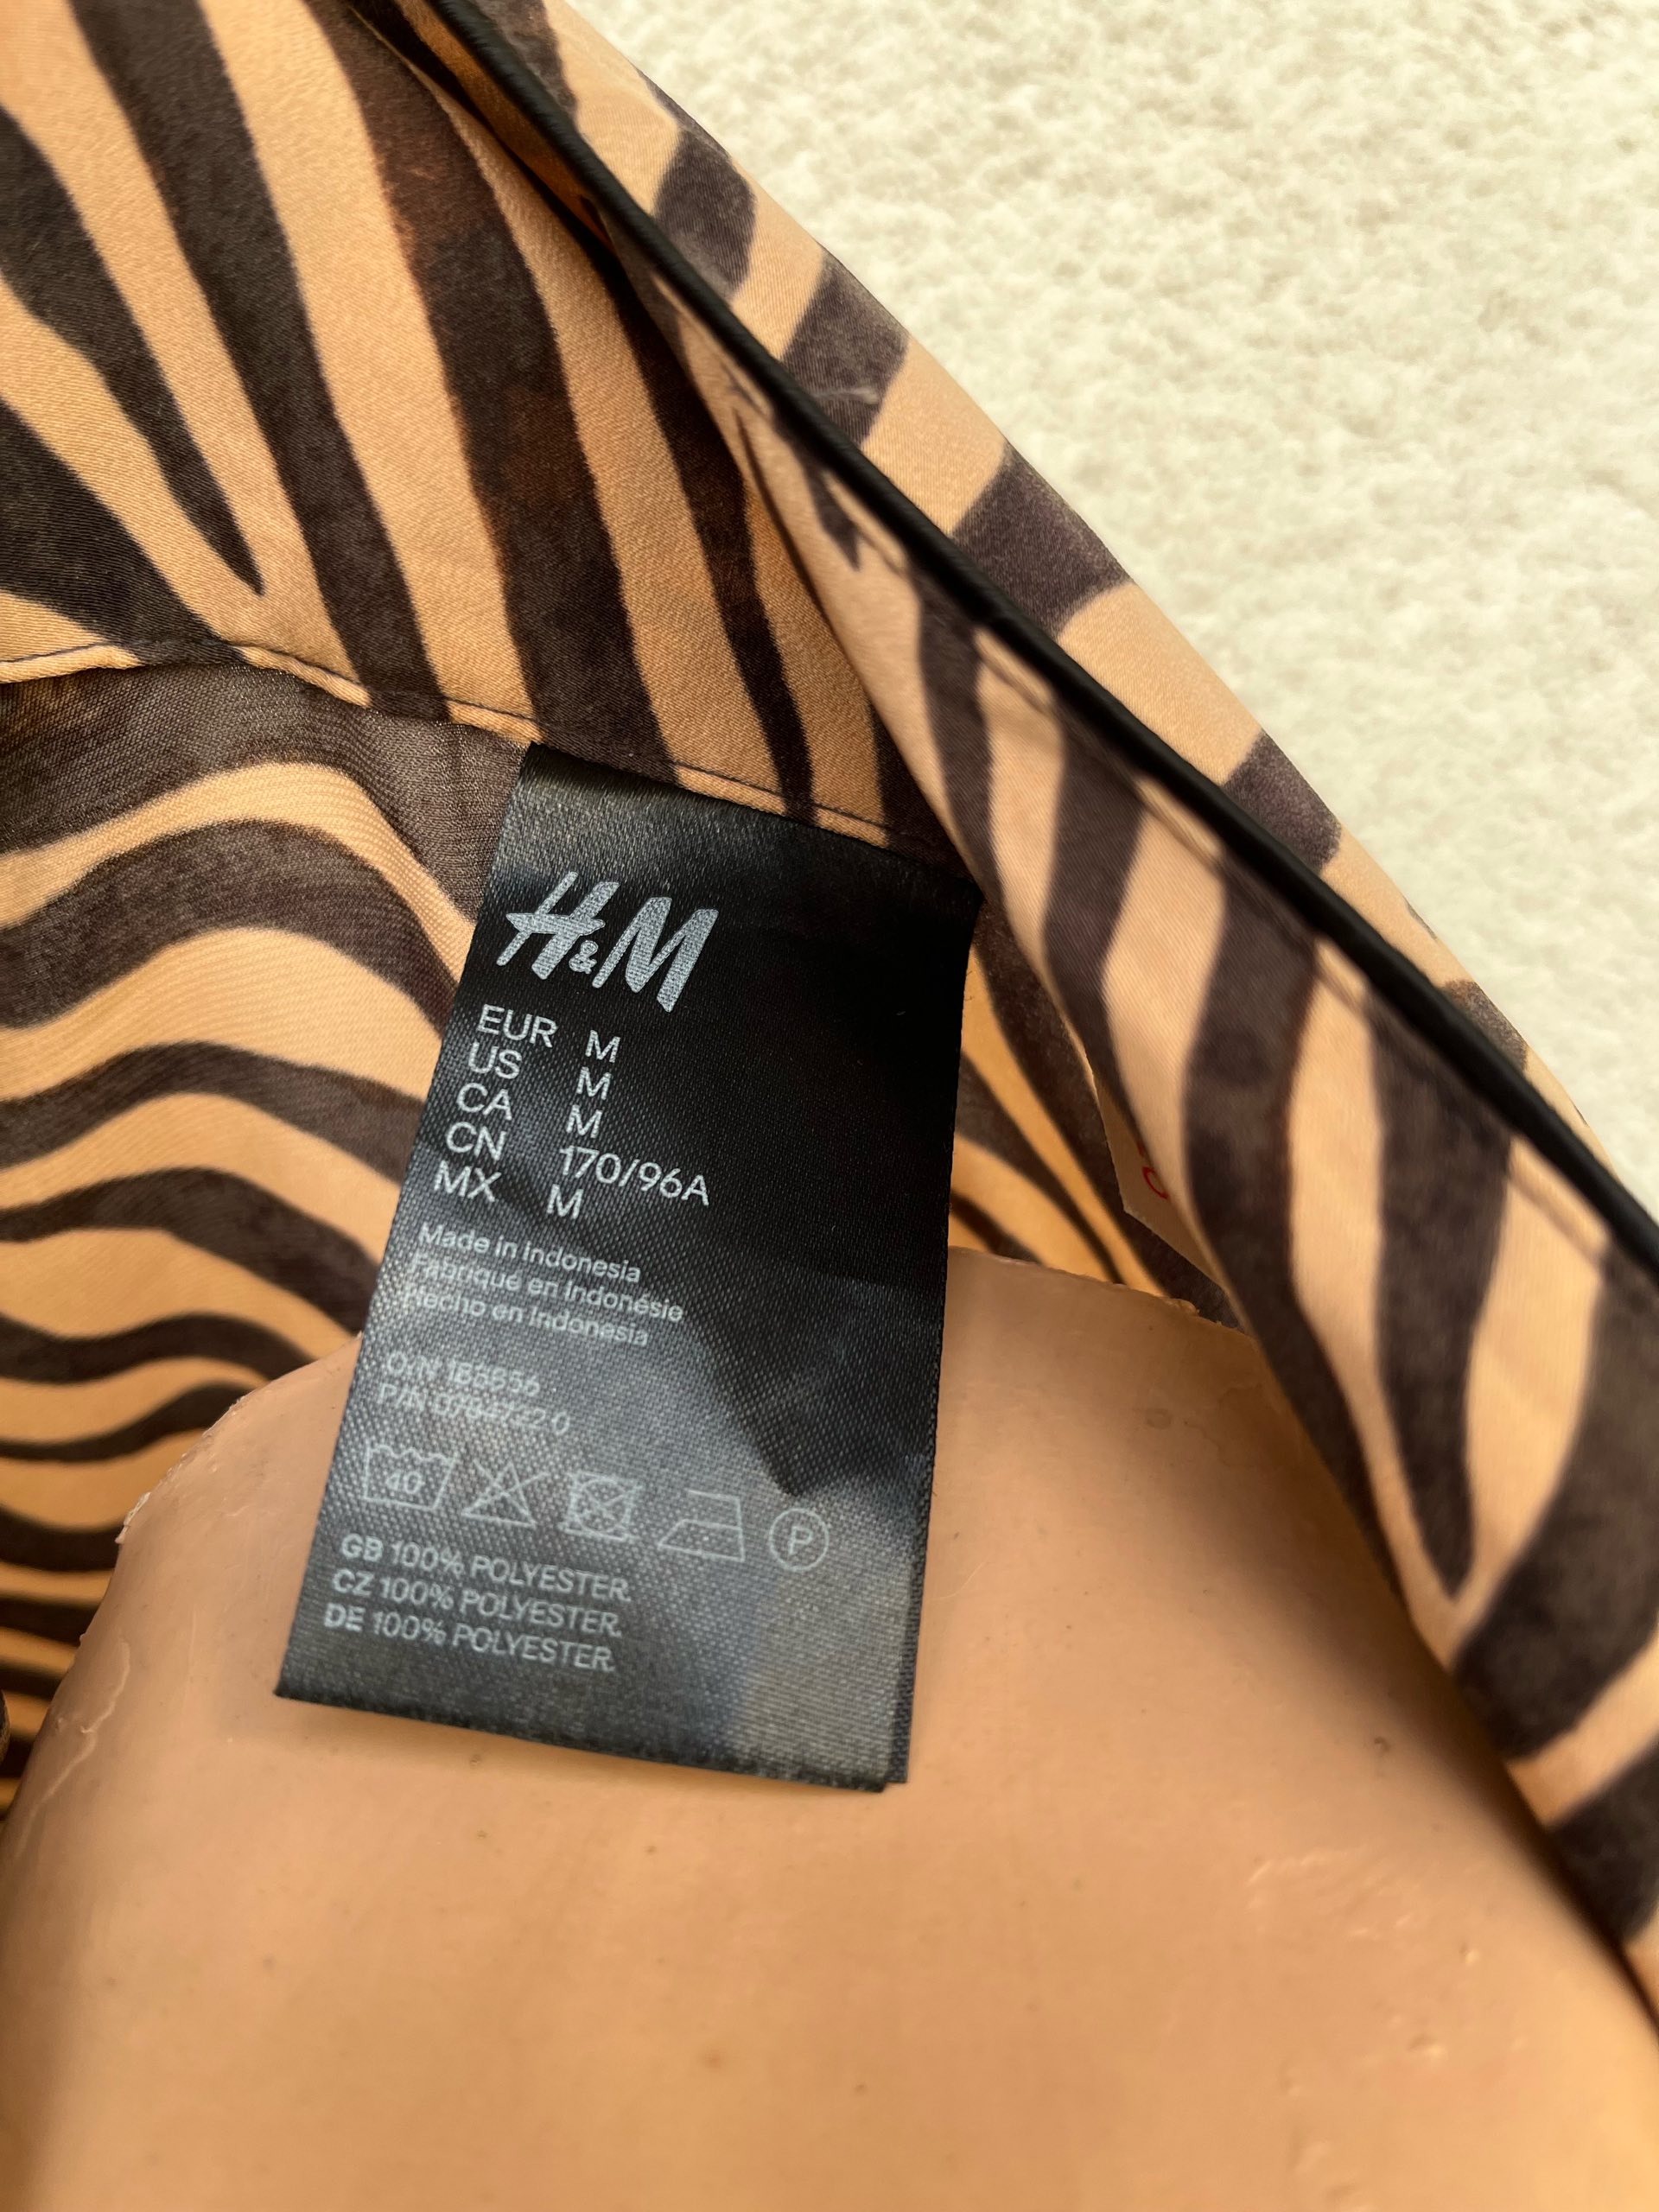 H&M
EUR M
US M
CA M
CN 170/96A
MX M
Made in Indonesia
Fabriqué en Indonésie
Hecho en Indonesia
O/N
P/N
40
P
GB 100% POLYESTER.
CZ 100% POLYESTER.
DE 100% POLYESTER.